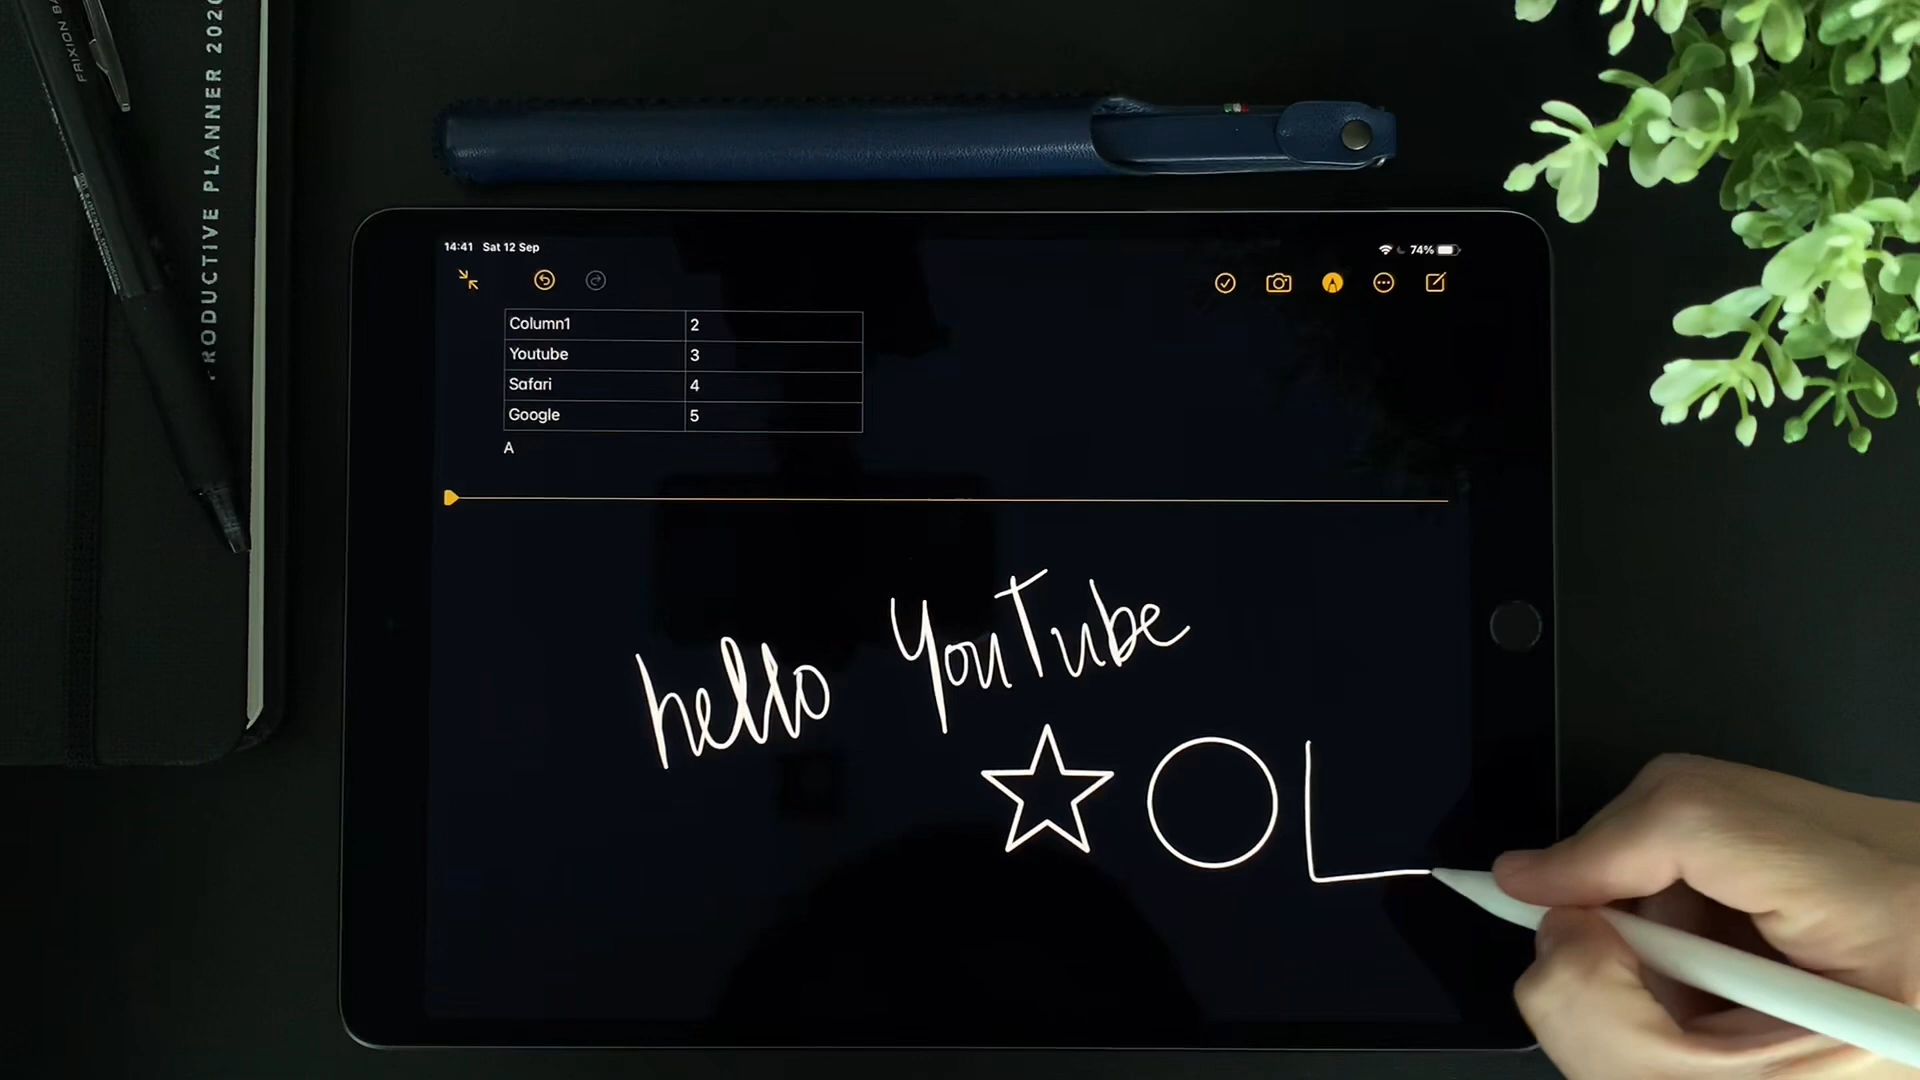 FRIXION BA
PRODUCTIVE PLANNER 2020
14:41 Sat 12 Sep
74%
Column1 2
Youtube 3
Safari 4
Google 5
A
hello YouTube